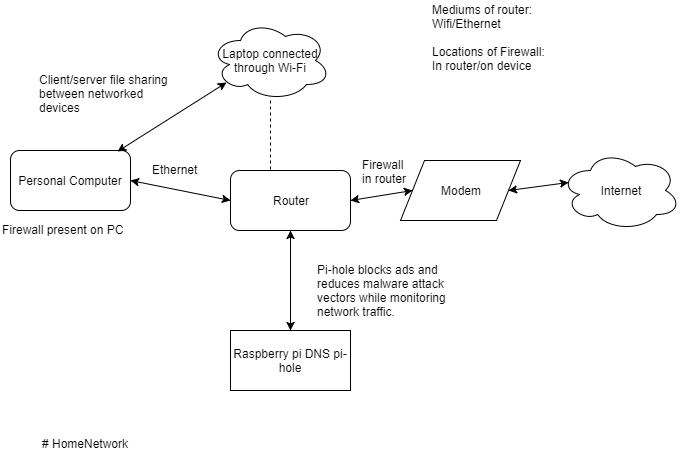 Mediums of router:
Wifi/Ethernet
Locations of Firewall:
In router/on device
Laptop connected
through Wi-Fi
Client/server file sharing
between networked
devices
Personal Computer
Ethernet
Firewall
in router
Router
Modem
Internet
Firewall present on PC
Pi-hole blocks ads and
reduces malware attack
vectors while monitoring
network traffic.
Raspberry pi DNS pi-
hole
# HomeNetwork